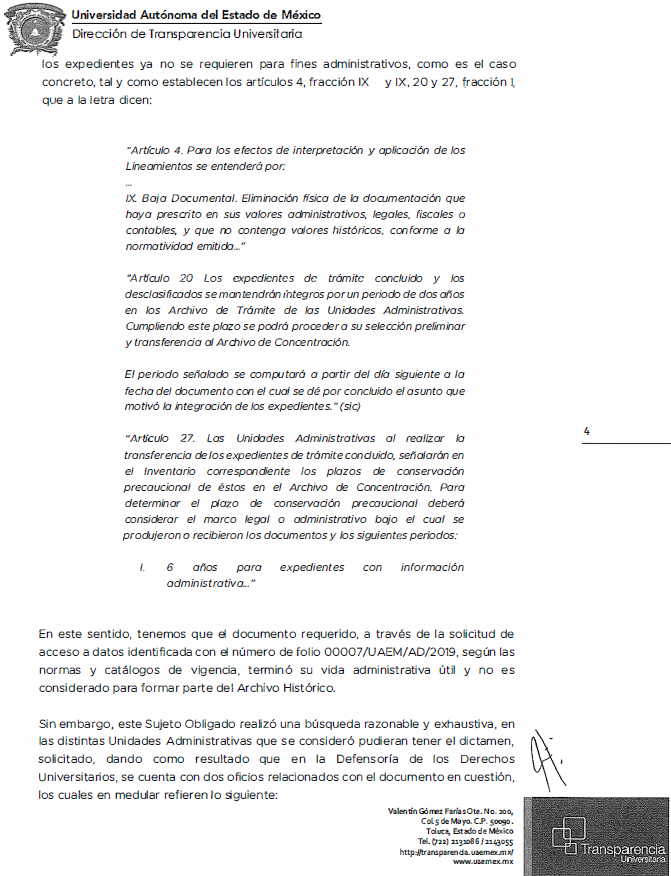 Universidad Autónoma del Estado de México
Dirección de Transparencia Universitaria
los expedientes ya no se requieren para fines administrativos, como es el caso
concreto, tal y como establecen los artículos 4, fracción IX y IX, 20 y 27, fracción I,
que a la letra dicen:
"Artículo 4. Para los efectos de interpretación y aplicación de los
Lineamientos se entenderá por:
...
IX. Baja Documental. Eliminación física de la documentación que
haya prescrito en sus valores administrativos, legales, fiscales o
contables, y que no contenga valores históricos, conforme a la
normatividad emitida..."
"Artículo 20 Los expedientes de trámite concluido y los
desclasificados se mantendrán íntegros por un periodo de dos años
en los Archivo de Trámite de las Unidades Administrativas.
Cumpliendo este plazo se podrá proceder a su selección preliminar
y transferencia al Archivo de Concentración.
El periodo señalado se computará a partir del día siguiente a la
fecha del documento con el cual se dé por concluido el asunto que
motivó la integración de los expedientes." (sic)
4
"Artículo 27. Las Unidades Administrativas al realizar la
transferencia de los expedientes de trámite concluido, señalarán en
el Inventario correspondiente los plazos de conservación
precaucional de éstos en el Archivo de Concentración. Para
determinar el plazo de conservación precaucional deberá
considerar el marco legal o administrativo bajo el cual se
produjeron o recibieron los documentos y los siguientes periodos:
I. 6 años para expedientes con información
administrativa..."
En este sentido, tenemos que el documento requerido, a través de la solicitud de
acceso a datos identificada con el número de folio 00007/UAEM/AD/2019, según las
normas y catálogos de vigencia, terminó su vida administrativa útil y no es
considerado para formar parte del Archivo Histórico.
Sin embargo, este Sujeto Obligado realizó una búsqueda razonable y exhaustiva, en
las distintas Unidades Administrativas que se consideró pudieran tener el dictamen,
solicitado, dando como resultado que en la Defensoría de los Derechos
Universitarios, se cuenta con dos oficios relacionados con el documento en cuestión,
los cuales en medular refieren lo siguiente:
Valentín Gómez Farías Ote. No. 200,
Col. 5 de Mayo. C.P. 50090.
Toluca, Estado de México
Tel. (722) 2131086 / 2143055
http://transparencia.uaemex.mx/
www.uaemex.mx
Transparencia
Universitaria